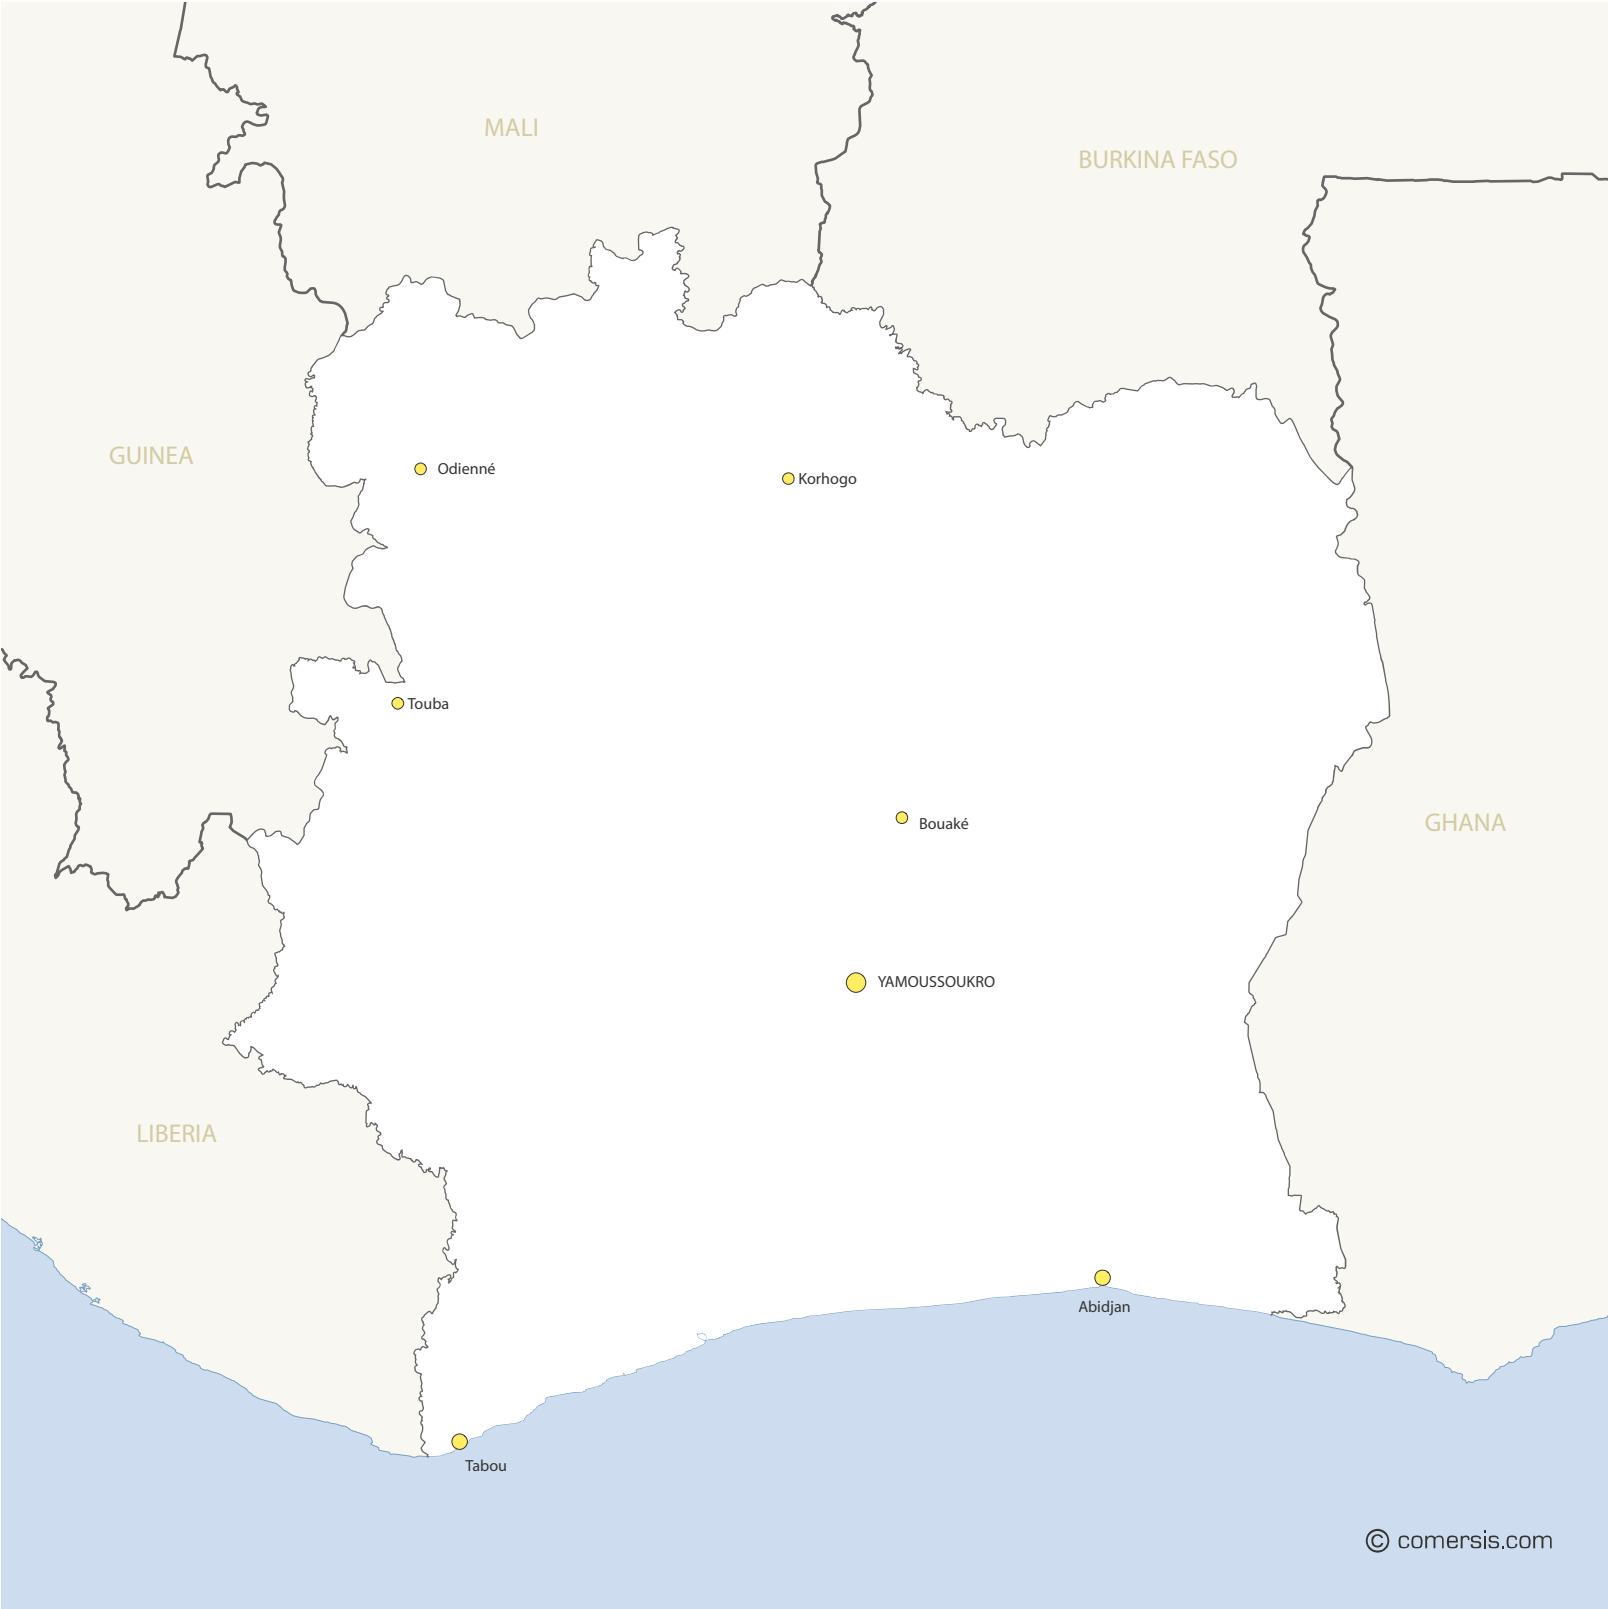 MALI
BURKINA FASO
GUINEA
Odienné
Korhogo
Touba
Bouaké
GHANA
YAMOUSSOUKRO
LIBERIA
Abidjan
Tabou
© comersis.com